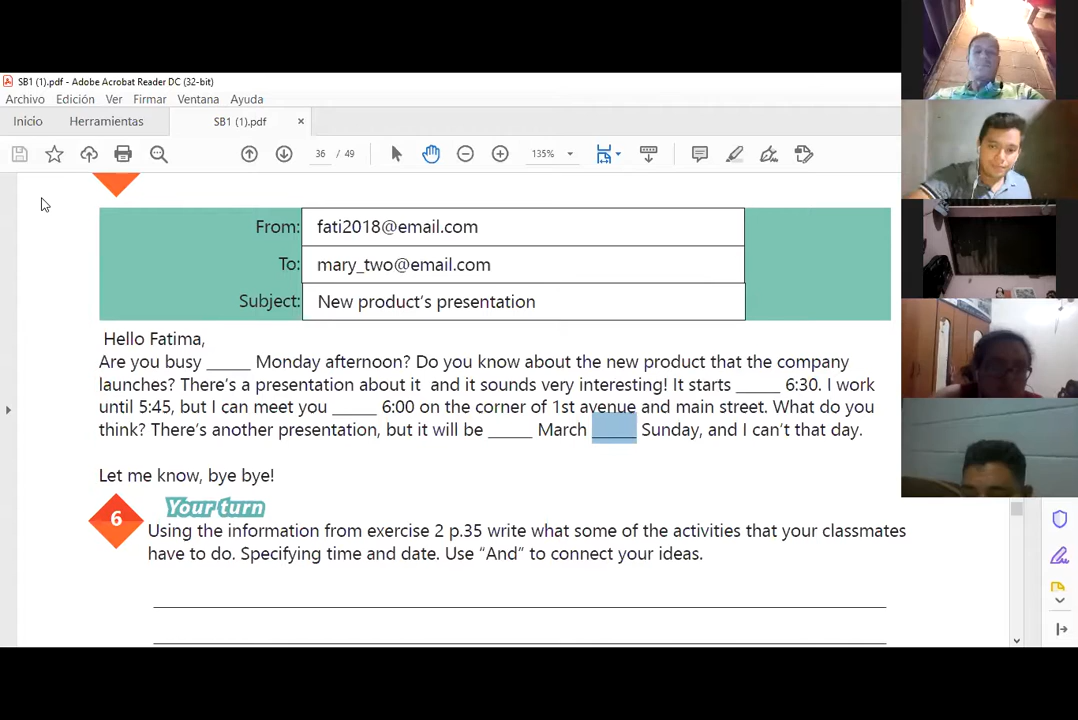 SB1 (1).pdf - Adobe Acrobat Reader DC (32-bit)
Archivo Edición Ver Firmar Ventana Ayuda
Inicio Herramientas SB1 (1).pdf ×
36 / 49 135%
From: fati2018@email.com
To: mary_two@email.com
Subject: New product's presentation
Hello Fatima,
Are you busy _____ Monday afternoon? Do you know about the new product that the company
launches? There's a presentation about it and it sounds very interesting! It starts _____ 6:30. I work
until 5:45, but I can meet you _____ 6:00 on the corner of 1st avenue and main street. What do you
think? There's another presentation, but it will be _____ March _____ Sunday, and I can't that day.
Let me know, bye bye!
6 Your turn
Using the information from exercise 2 p.35 write what some of the activities that your classmates
have to do. Specifying time and date. Use “And” to connect your ideas.